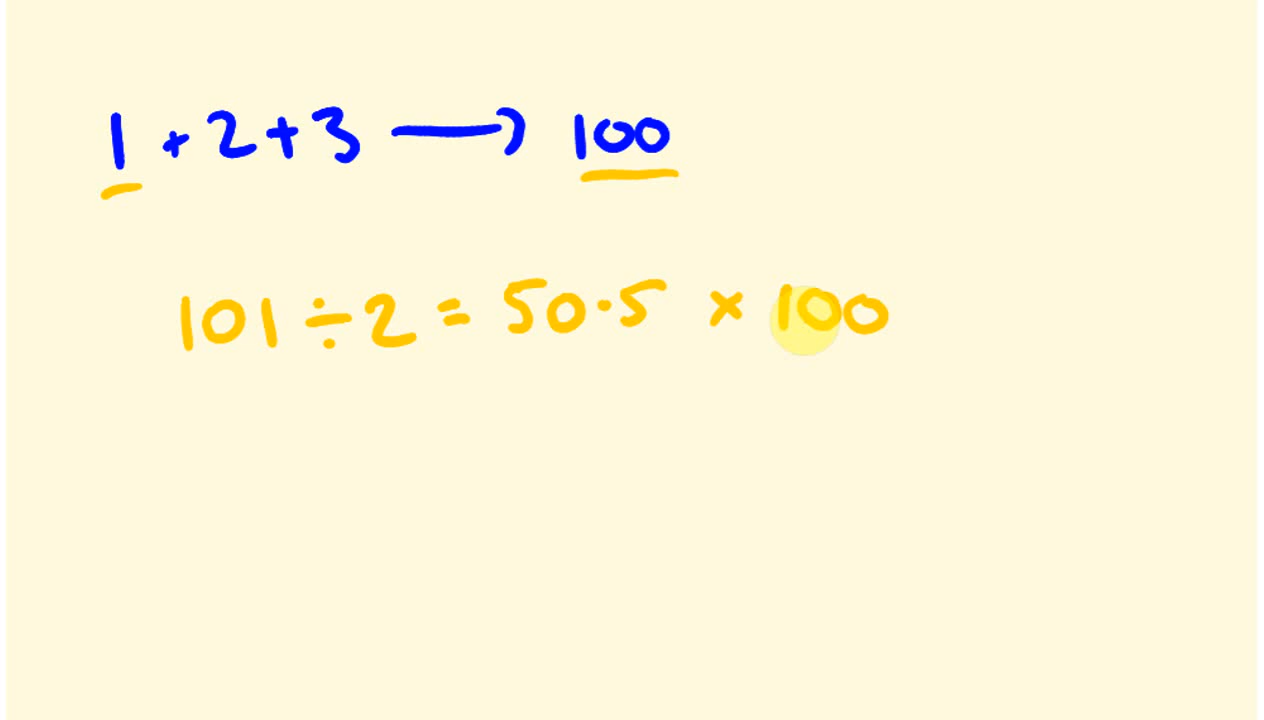 1 + 2 + 3 ⟶ 100
101 ÷ 2 = 50.5 × 100